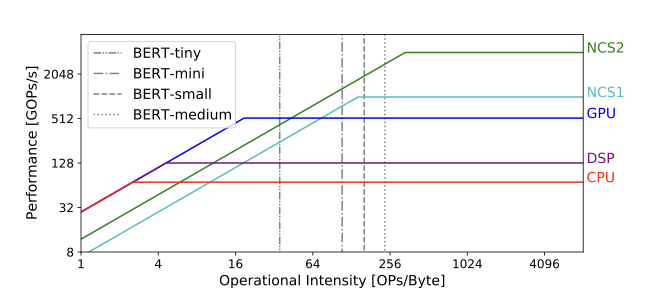 BERT-tiny
BERT-mini
BERT-small
BERT-medium
NCS2
NCS1
GPU
DSP
CPU
Performance [GOPs/s]
2048
512
128
32
8
1 4 16 64 256 1024 4096
Operational Intensity [OPs/Byte]